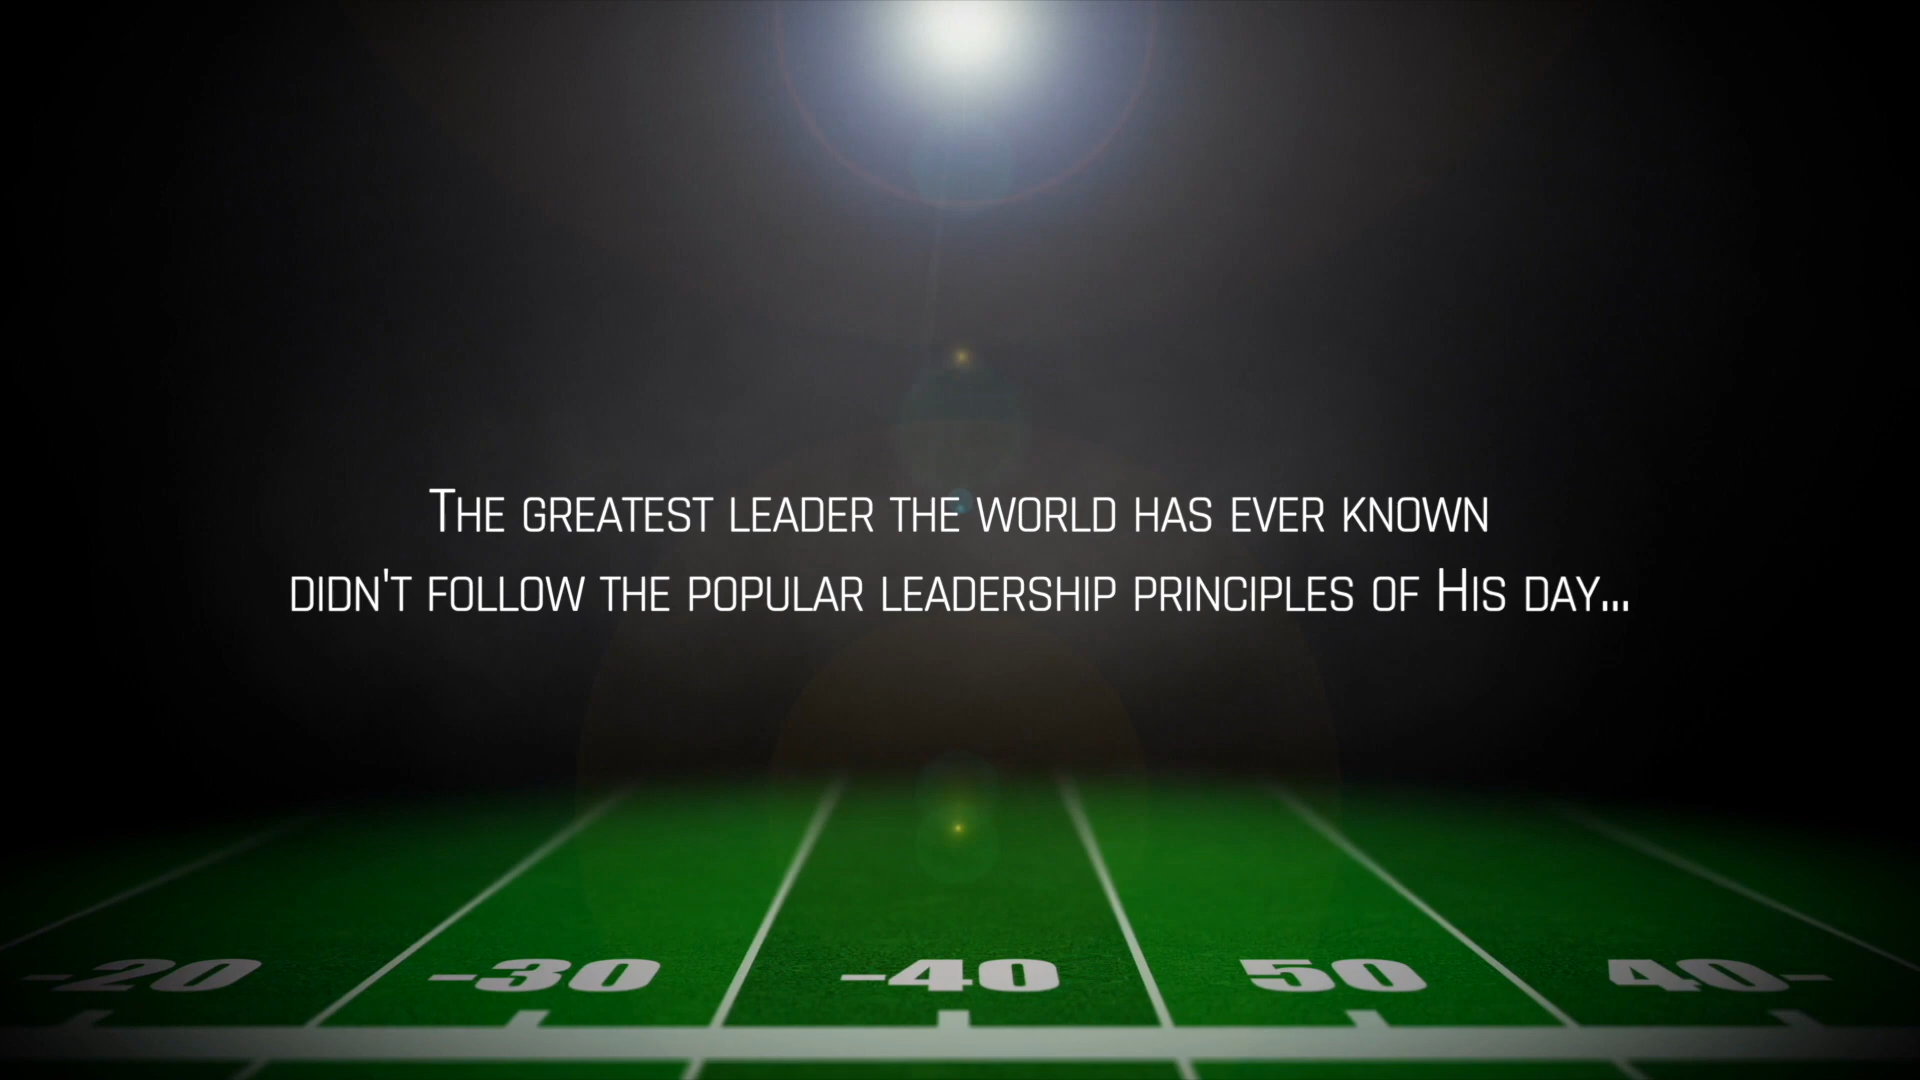 The greatest leader the world has ever known
didn't follow the popular leadership principles of His day...
-20 -30 -40 50 40-